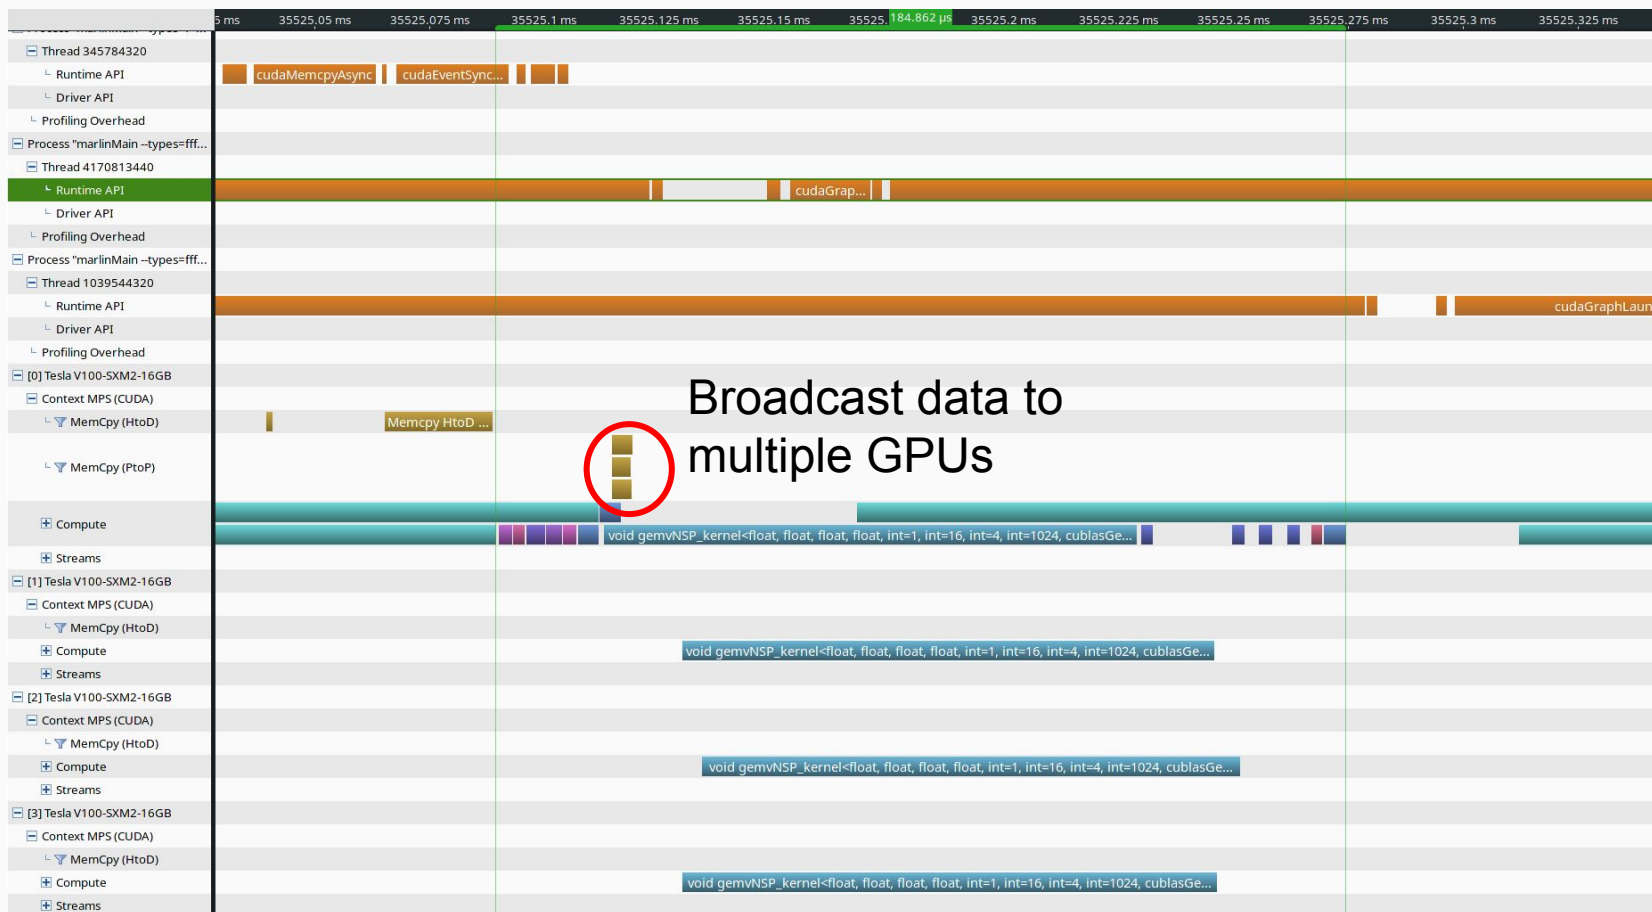 5 ms 35525.05 ms 35525.075 ms 35525.1 ms 35525.125 ms 35525.15 ms 35525. 184.862 µs 35525.2 ms 35525.225 ms 35525.25 ms 35525.275 ms 35525.3 ms 35525.325 ms
Thread 345784320
Runtime API cudaMemcpyAsync cudaEventSync...
Driver API
Profiling Overhead
Process "marlinMain --types=fff...
Thread 4170813440
Runtime API cudaGrap...
Driver API
Profiling Overhead
Process "marlinMain --types=fff...
Thread 1039544320
Runtime API cudaGraphLaun
Driver API
Profiling Overhead
[0] Tesla V100-SXM2-16GB
Context MPS (CUDA)
MemCpy (HtoD) Memcpy HtoD ...
Broadcast data to
multiple GPUs
MemCpy (PtoP)
Compute
void gemvNSP_kernel<float, float, float, float, int=1, int=16, int=4, int=1024, cublasGe...
Streams
[1] Tesla V100-SXM2-16GB
Context MPS (CUDA)
MemCpy (HtoD)
Compute void gemvNSP_kernel<float, float, float, float, int=1, int=16, int=4, int=1024, cublasGe...
Streams
[2] Tesla V100-SXM2-16GB
Context MPS (CUDA)
MemCpy (HtoD)
Compute void gemvNSP_kernel<float, float, float, float, int=1, int=16, int=4, int=1024, cublasGe...
Streams
[3] Tesla V100-SXM2-16GB
Context MPS (CUDA)
MemCpy (HtoD)
Compute void gemvNSP_kernel<float, float, float, float, int=1, int=16, int=4, int=1024, cublasGe...
Streams